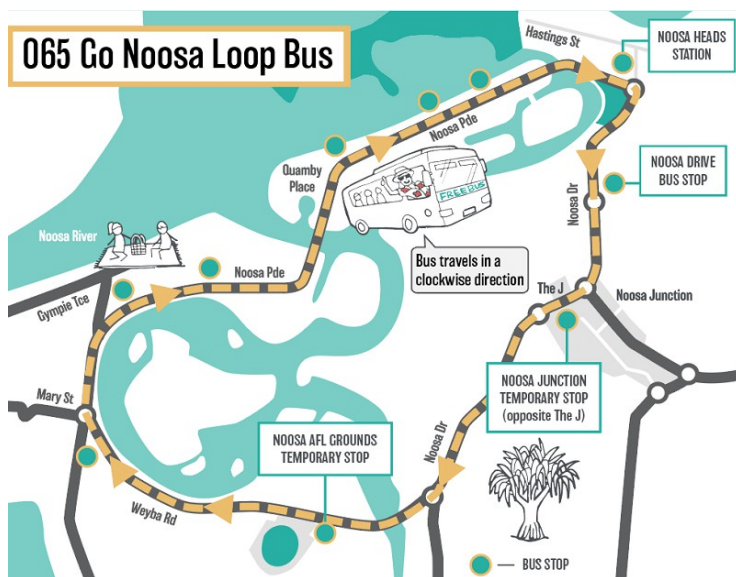 065 Go Noosa Loop Bus
Hastings St
NOOSA HEADS
STATION
Noosa Pde
Quamby
Place
FREE BUS
NOOSA DRIVE
BUS STOP
Noosa Dr
Noosa River
Noosa Pde
Bus travels in a
clockwise direction
Gympie Tce
The J
Noosa Junction
Mary St
NOOSA JUNCTION
TEMPORARY STOP
(opposite The J)
NOOSA AFL GROUNDS
TEMPORARY STOP
Noosa Dr
Weyba Rd
BUS STOP